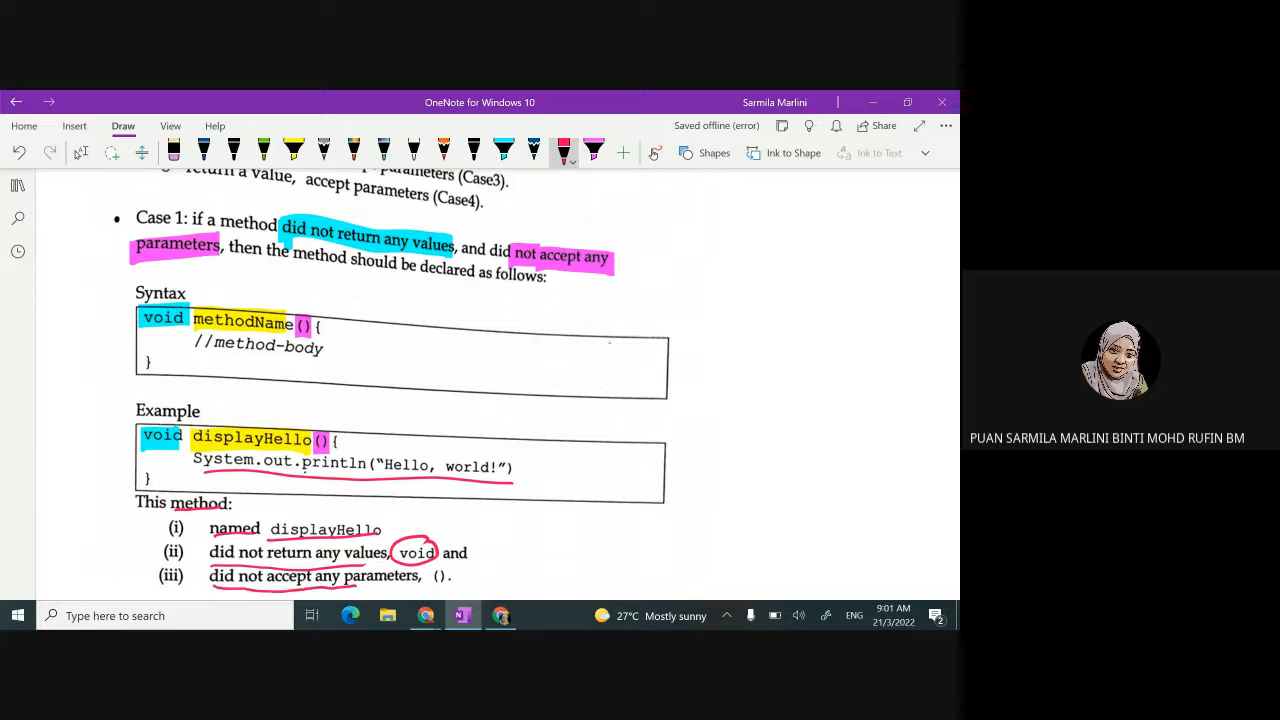 OneNote for Windows 10
Sarmila Marlini
Home Insert Draw View Help
Saved offline (error)
Share
Shapes
Ink to Shape
Ink to Text
return a value, accept parameters (Case3).
accept parameters (Case4).
• Case 1: if a method did not return any values, and did not accept any
parameters, then the method should be declared as follows:
Syntax
void methodName(){
//method-body
}
Example
void displayHello(){
System.out.println("Hello, world!")
}
This method:
(i) named displayHello
(ii) did not return any values, void and
(iii) did not accept any parameters, ().
PUAN SARMILA MARLINI BINTI MOHD RUFIN BM
Type here to search
27°C Mostly sunny
ENG
9:01 AM
21/3/2022
2